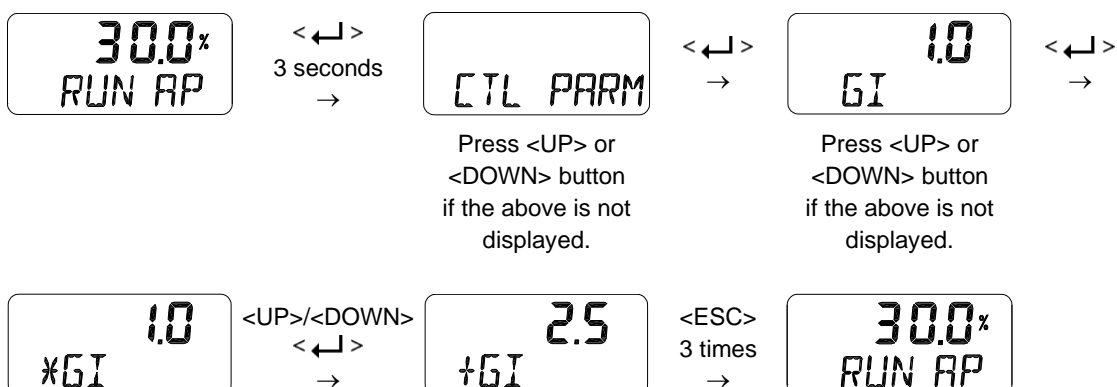 30.0%
RUN AP
< ↵ >
3 seconds
→
CTL PARM
Press <UP> or
<DOWN> button
if the above is not
displayed.
< ↵ >
→
1.0
GI
Press <UP> or
<DOWN> button
if the above is not
displayed.
< ↵ >
→
1.0
*GI
<UP>/<DOWN>
< ↵ >
→
2.5
+GI
<ESC>
3 times
→
30.0%
RUN AP